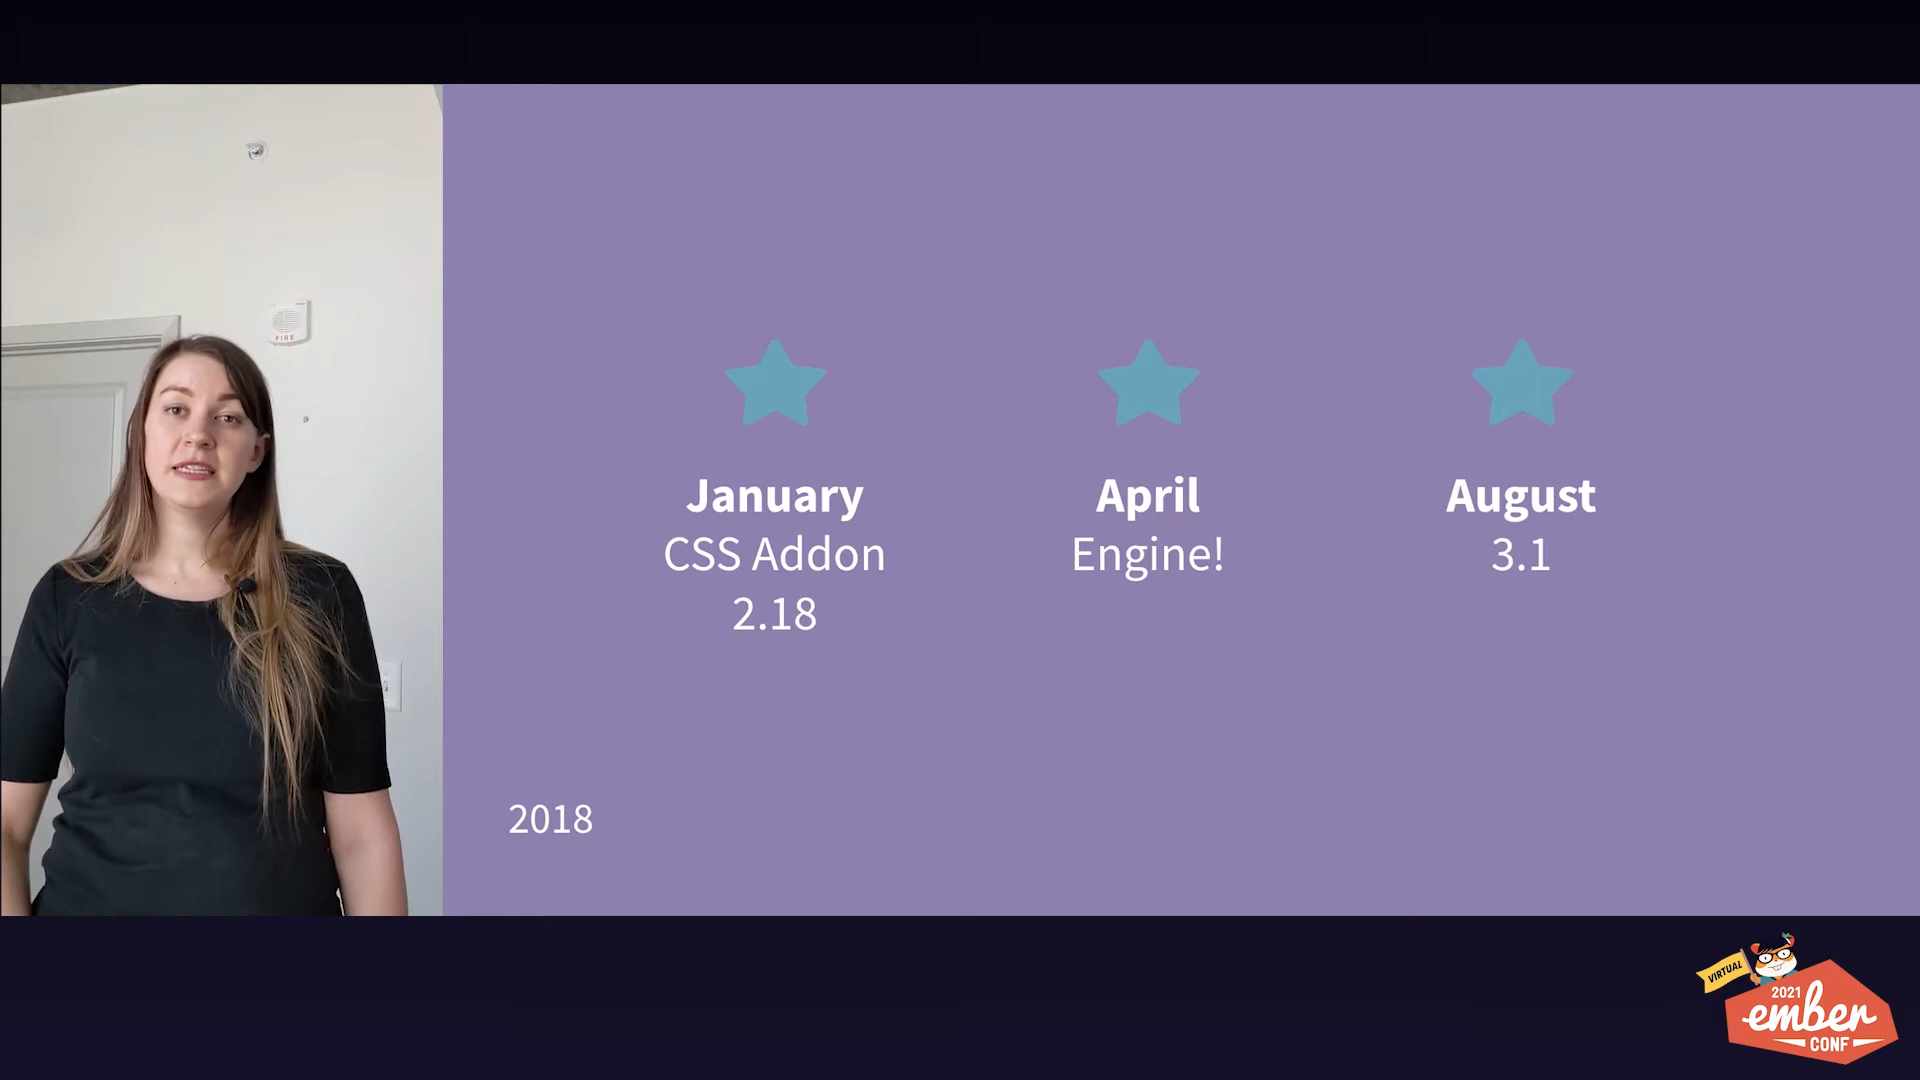 FIRE
January
CSS Addon
2.18
April
Engine!
August
3.1
2018
VIRTUAL
2021
ember
CONF